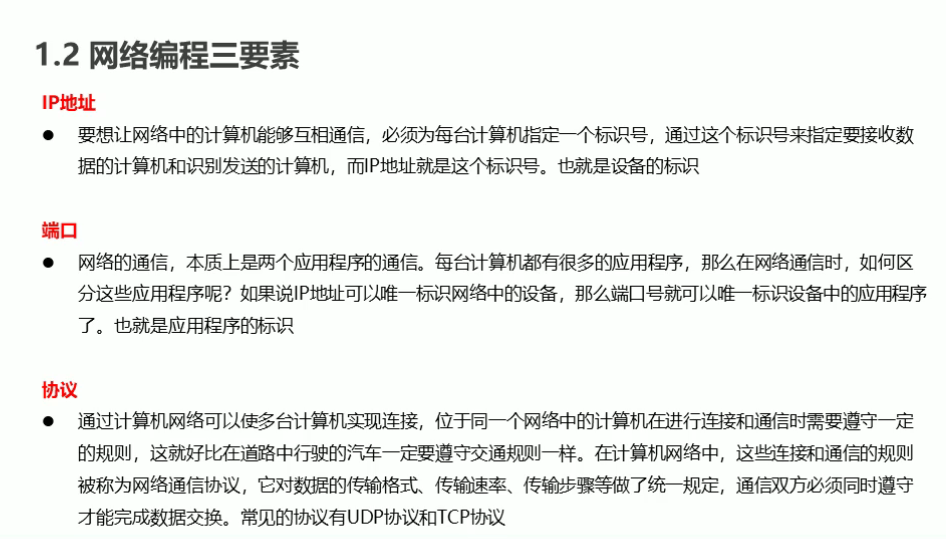 1.2 网络编程三要素
IP地址
● 要想让网络中的计算机能够互相通信，必须为每台计算机指定一个标识号，通过这个标识号来指定要接收数
据的计算机和识别发送的计算机，而IP地址就是这个标识号。也就是设备的标识
端口
● 网络的通信，本质上是两个应用程序的通信。每台计算机都有很多的应用程序，那么在网络通信时，如何区
分这些应用程序呢？如果说IP地址可以唯一标识网络中的设备，那么端口号就可以唯一标识设备中的应用程序
了。也就是应用程序的标识
协议
● 通过计算机网络可以使多台计算机实现连接，位于同一个网络中的计算机在进行连接和通信时需要遵守一定
的规则，这就好比在道路中行驶的汽车一定要遵守交通规则一样。在计算机网络中，这些连接和通信的规则
被称为网络通信协议，它对数据的传输格式、传输速率、传输步骤等做了统一规定，通信双方必须同时遵守
才能完成数据交换。常见的协议有UDP协议和TCP协议